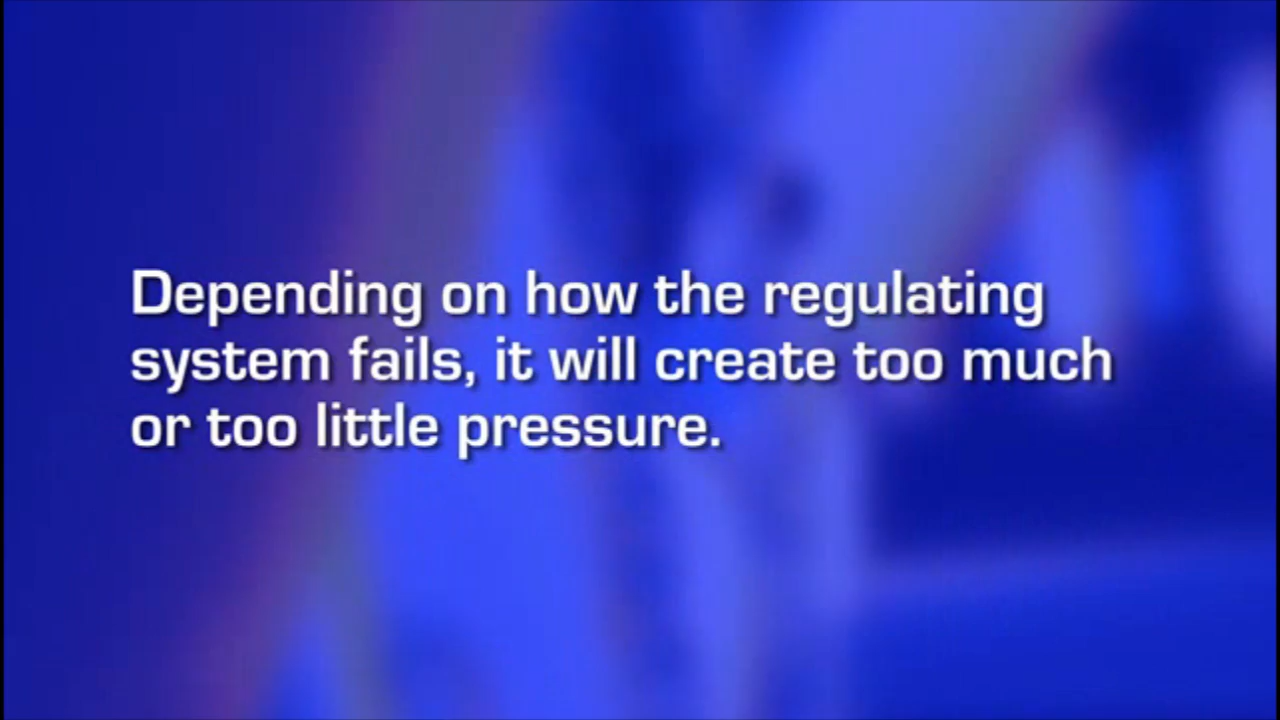 Depending on how the regulating
system fails, it will create too much
or too little pressure.